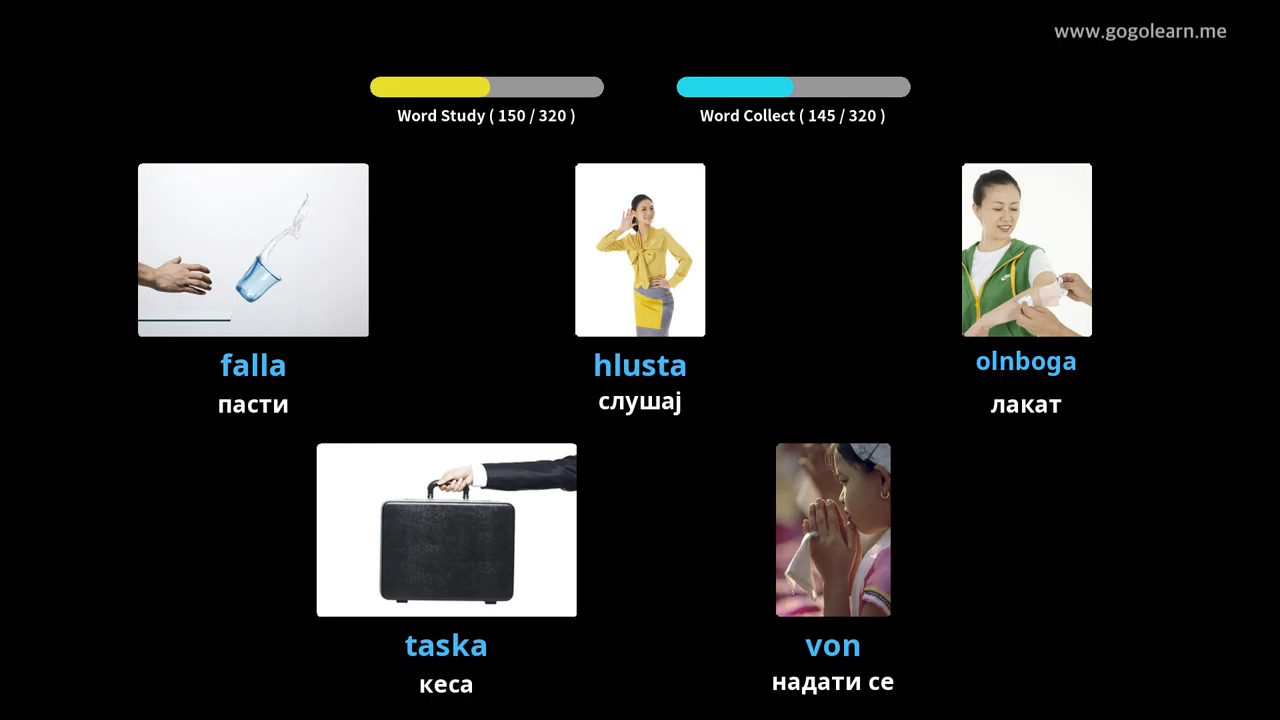 www.gogolearn.me
Word Study ( 150 / 320 )
Word Collect ( 145 / 320 )
falla
пасти
hlusta
слушај
olnboga
лакат
taska
кеса
von
надати се